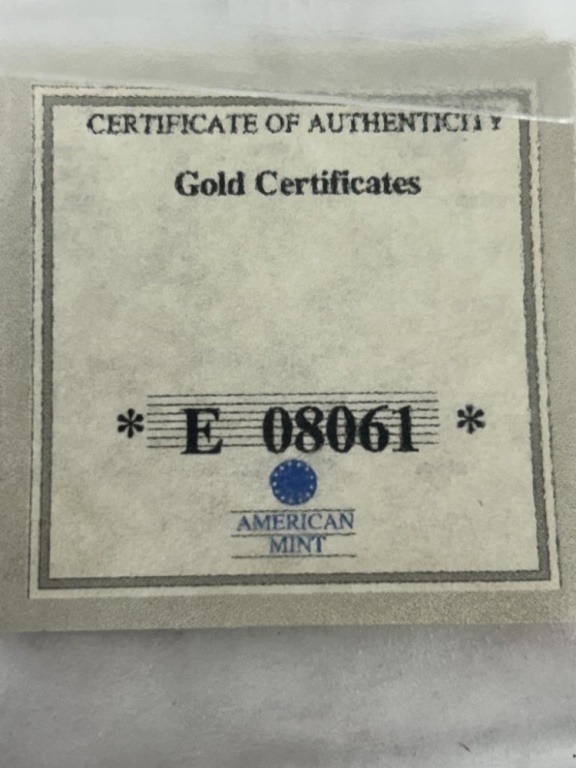 CERTIFICATE OF AUTHENTICITY
Gold Certificates
* E 08061 *
AMERICAN
MINT